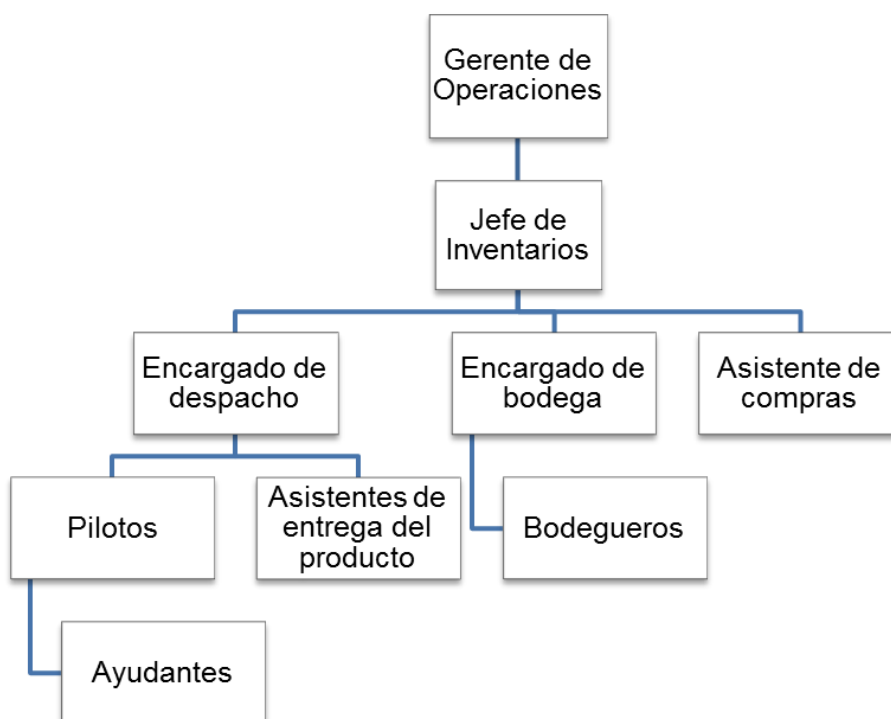 Gerente de
Operaciones
Jefe de
Inventarios
Encargado de
despacho
Encargado de
bodega
Asistente de
compras
Pilotos
Asistentes de
entrega del
producto
Bodegueros
Ayudantes